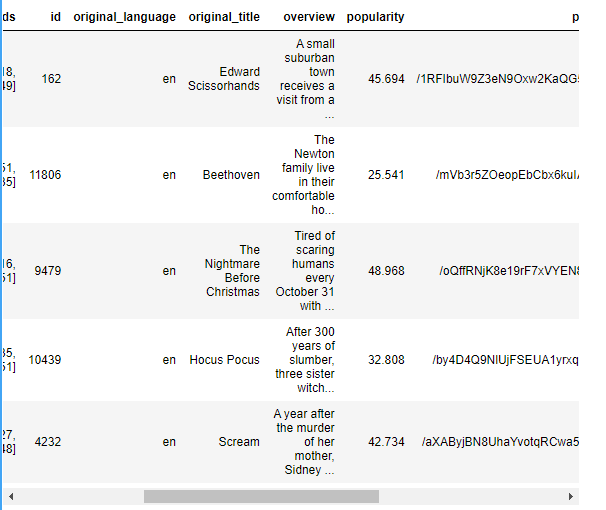 ds id original_language original_title overview popularity p
18, 49] 162 en Edward Scissorhands A small suburban town receives a visit from a ... 45.694 /1RFIbuW9Z3eN9Oxw2KaQG5
51, 35] 11806 en Beethoven The Newton family live in their comfortable ho... 25.541 /mVb3r5ZOeopEbCbx6kuI
16, 51] 9479 en The Nightmare Before Christmas Tired of scaring humans every October 31 with ... 48.968 /oQffRNjK8e19rF7xVYEN8
35, 51] 10439 en Hocus Pocus After 300 years of slumber, three sister witch... 32.808 /by4D4Q9NlUjFSEUA1yrxq
27, 48] 4232 en Scream A year after the murder of her mother, Sidney ... 42.734 /aXAByjBN8UhaYvotqRCwa5